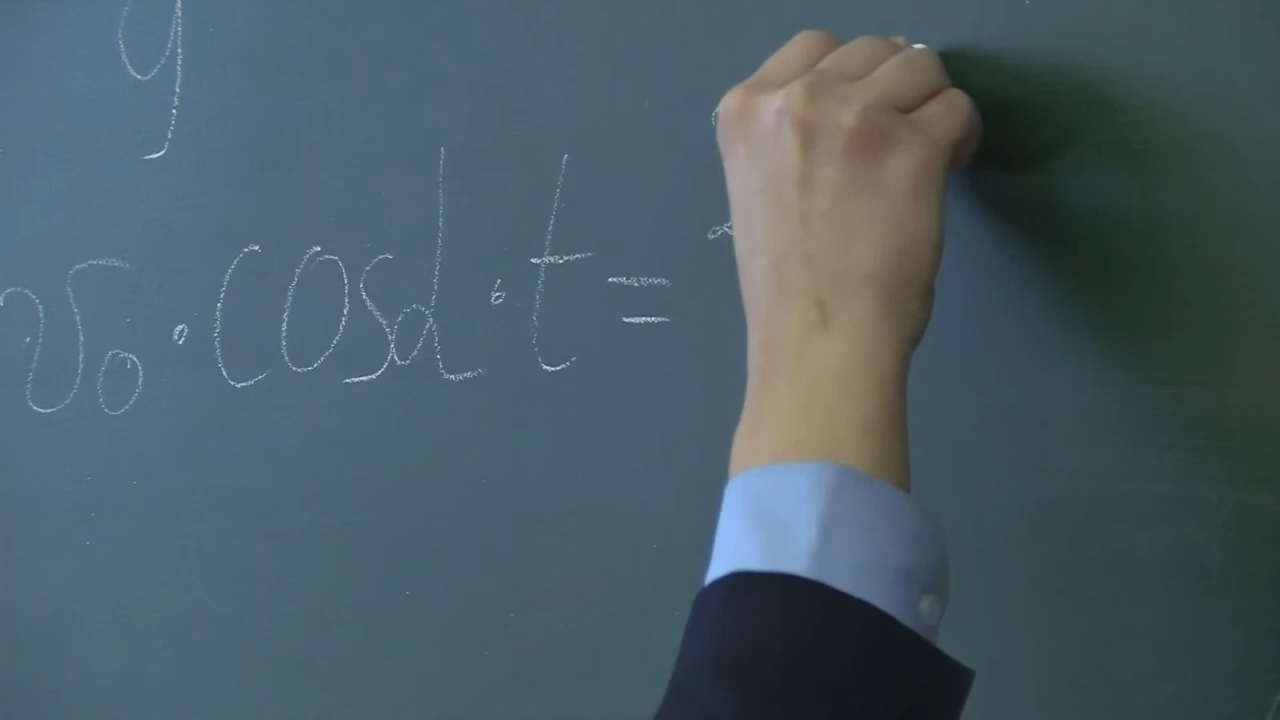 y
v₀ · cosα · t =